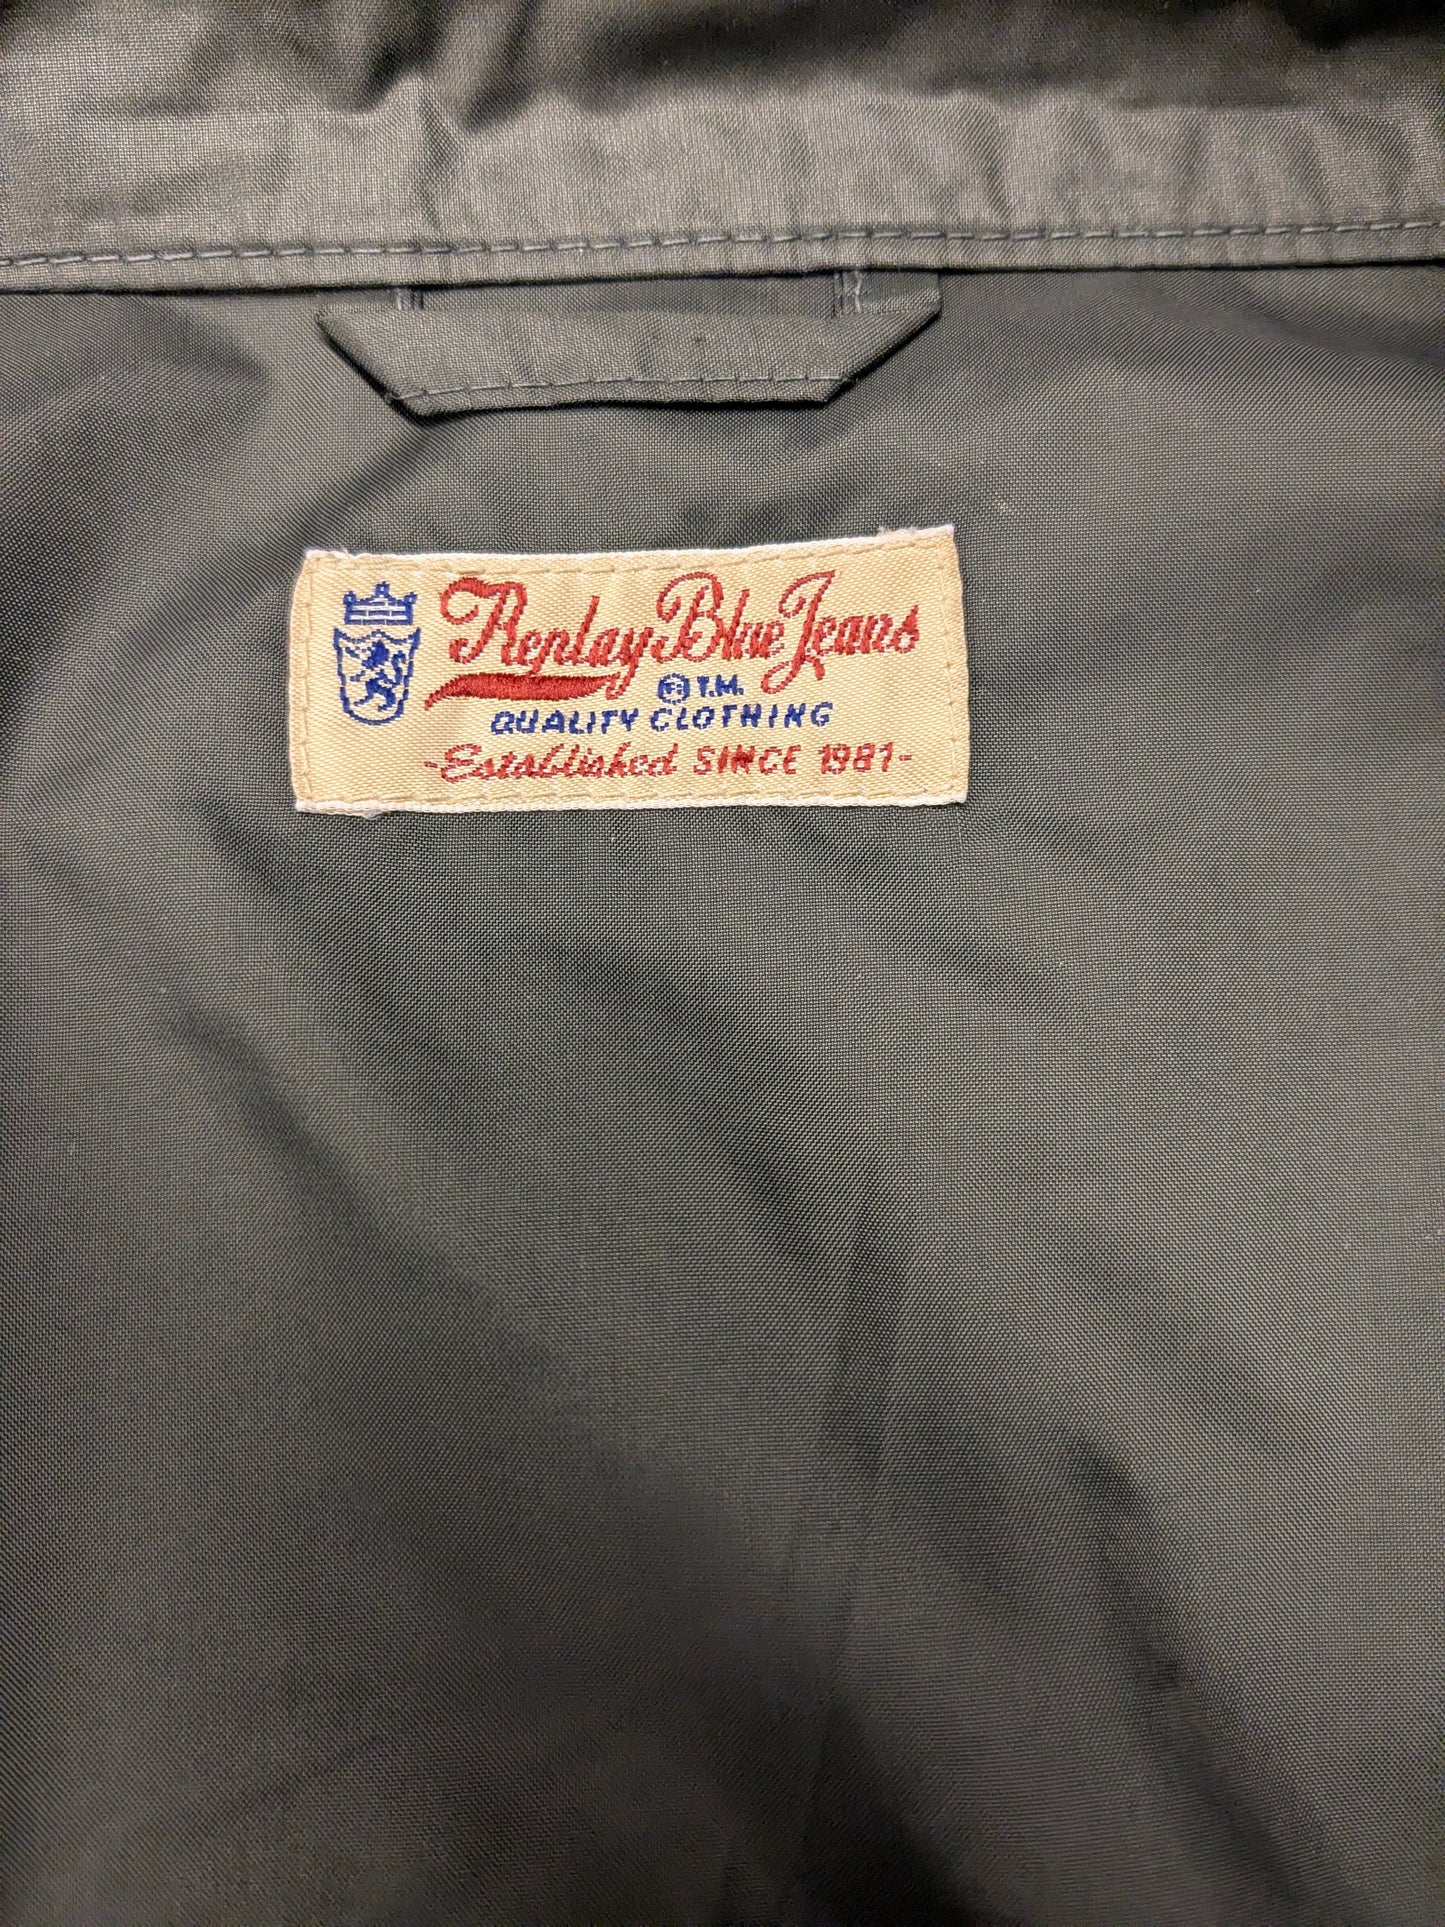 Replay Blue Jeans
® T.M.
QUALITY CLOTHING
-Established SINCE 1981-